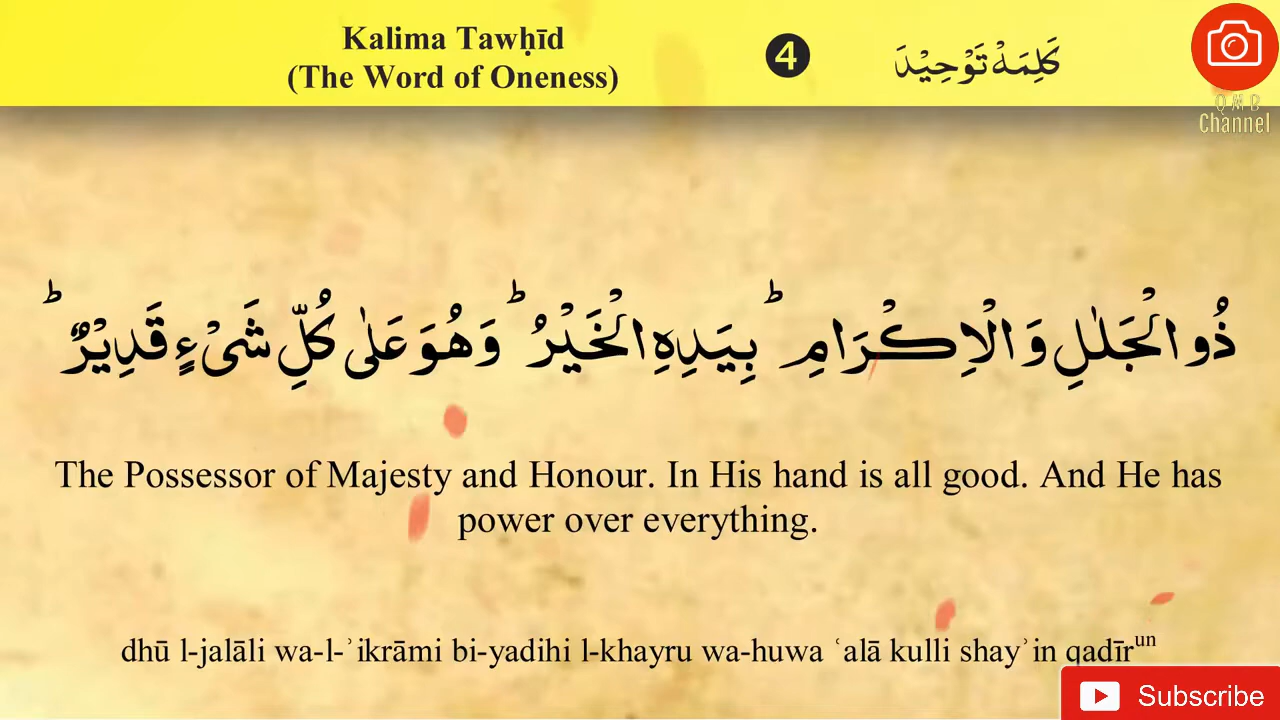 Kalima Tawḥīd
(The Word of Oneness)
4
كَلِمَهْ تَوْحِيْدَ
QMB
Channel
ذُو الْجَلٰلِ وَ الْاِكْرَامِ ؕ بِيَدِهِ الْخَيْرُ ؕ وَهُوَ عَلٰى كُلِّ شَىْءٍ قَدِيْرٌ ؕ
The Possessor of Majesty and Honour. In His hand is all good. And He has
power over everything.
dhū l-jalāli wa-l-ʾikrāmi bi-yadihi l-khayru wa-huwa ʿalā kulli shayʾin qadīrᵘⁿ
Subscribe